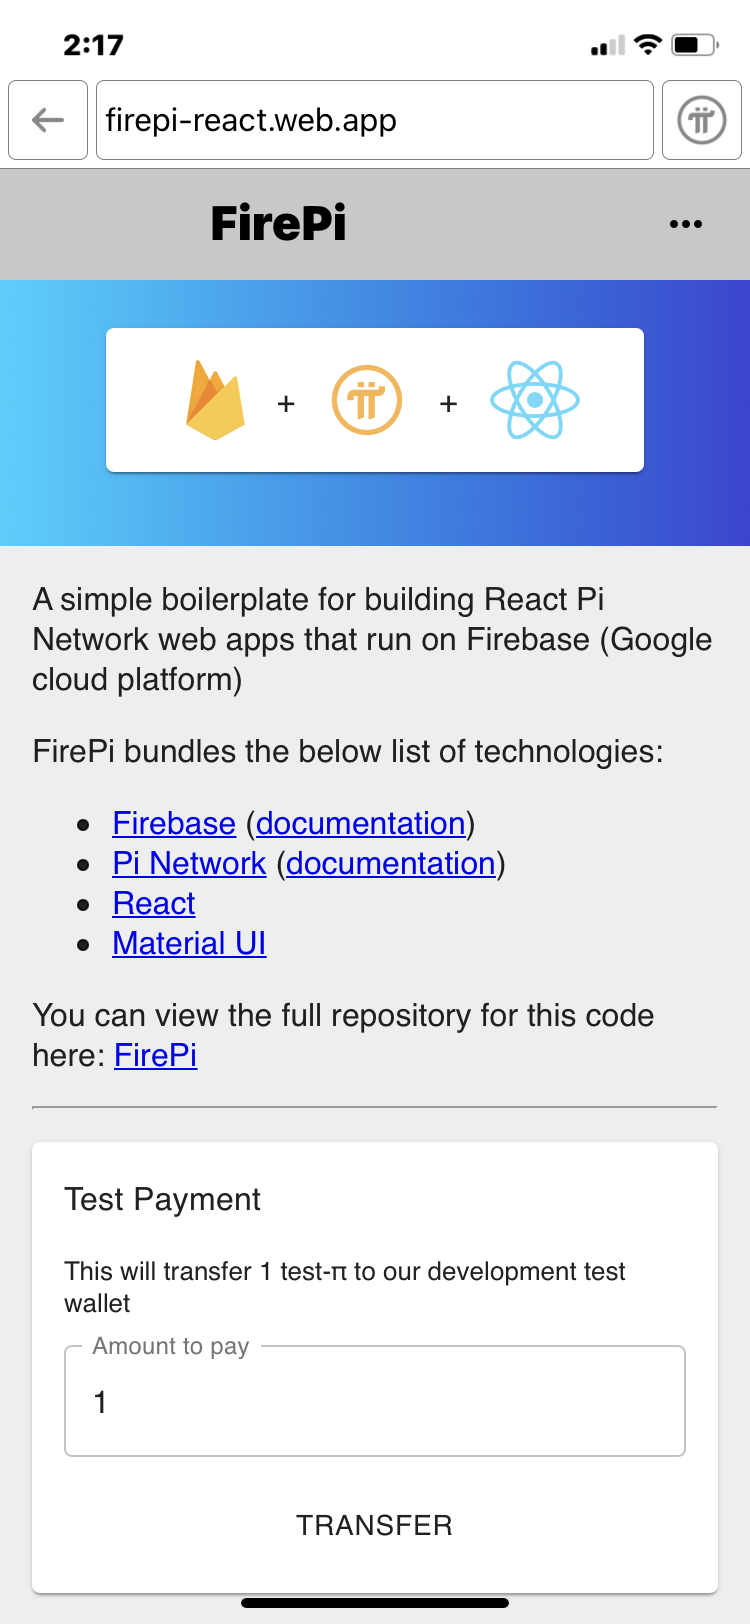 2:17
firepi-react.web.app
FirePi
+ +
A simple boilerplate for building React Pi
Network web apps that run on Firebase (Google
cloud platform)
FirePi bundles the below list of technologies:
Firebase (documentation)
Pi Network (documentation)
React
Material UI
You can view the full repository for this code
here: FirePi
Test Payment
This will transfer 1 test-π to our development test
wallet
Amount to pay
1
TRANSFER